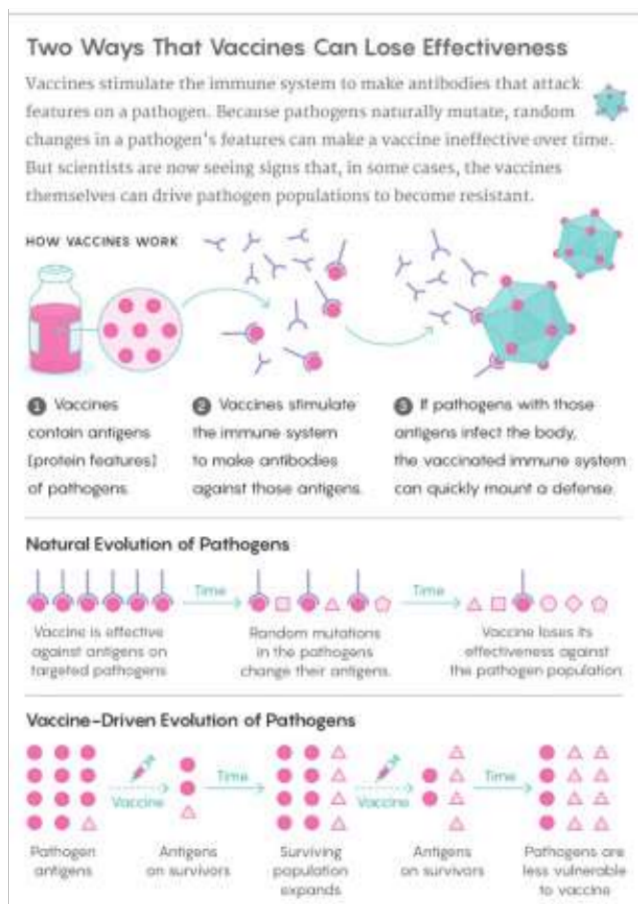 Two Ways That Vaccines Can Lose Effectiveness
Vaccines stimulate the immune system to make antibodies that attack
features on a pathogen. Because pathogens naturally mutate, random
changes in a pathogen's features can make a vaccine ineffective over time.
But scientists are now seeing signs that, in some cases, the vaccines
themselves can drive pathogen populations to become resistant.
HOW VACCINES WORK
1 Vaccines
contain antigens
[protein features]
of pathogens.
2 Vaccines stimulate
the immune system
to make antibodies
against those antigens.
3 If pathogens with those
antigens infect the body,
the vaccinated immune system
can quickly mount a defense.
Natural Evolution of Pathogens
Time
Time
Vaccine is effective
against antigens on
targeted pathogens.
Random mutations
in the pathogens
change their antigens.
Vaccine loses its
effectiveness against
the pathogen population.
Vaccine-Driven Evolution of Pathogens
Vaccine
Time
Vaccine
Time
Pathogen
antigens
Antigens
on survivors
Surviving
population
expands
Antigens
on survivors
Pathogens are
less vulnerable
to vaccine